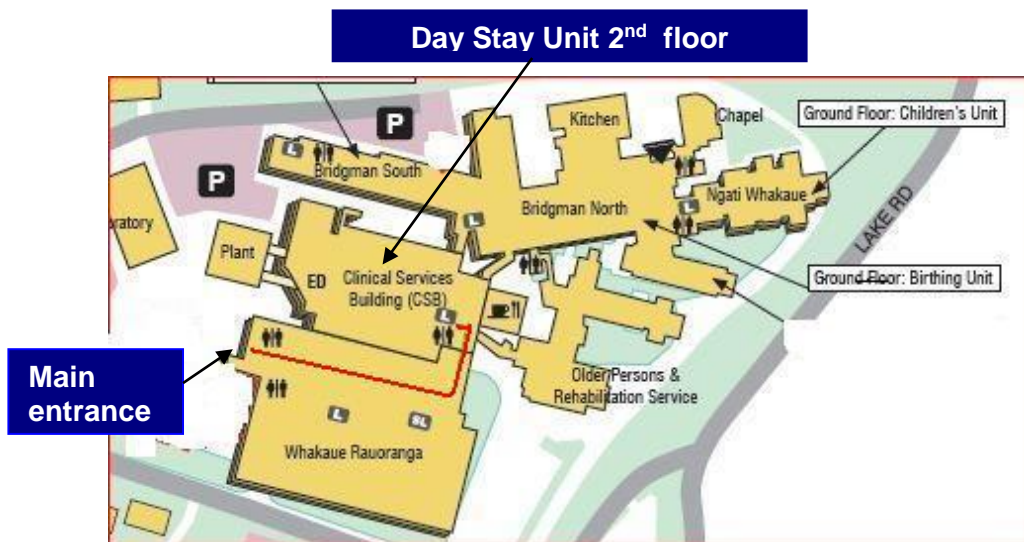 Day Stay Unit 2nd floor
P
Kitchen
Chapel
Ground Floor: Children's Unit
L
Bridgman South
P
Ngati Whakaue
L
Bridgman North
L
LAKE RD
Plant
ED
Clinical Services
Building (CSB)
Ground Floor: Birthing Unit
L
Main
entrance
Older Persons &
Rehabilitation Service
L
SL
Whakaue Rauoranga